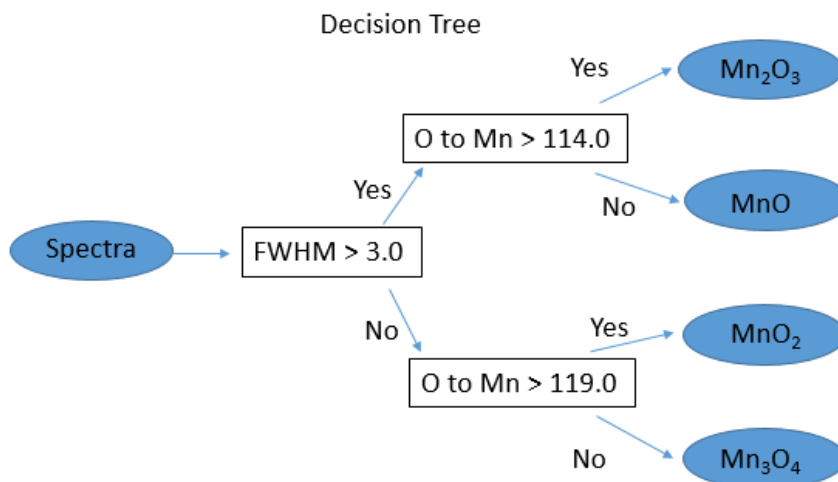 Decision Tree
Yes
Mn₂O₃
O to Mn > 114.0
Yes
No
MnO
Spectra
FWHM > 3.0
No
Yes
MnO₂
O to Mn > 119.0
No
Mn₃O₄